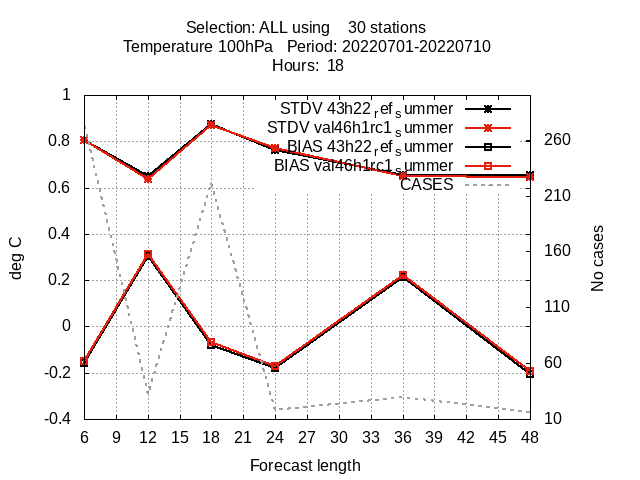 Selection: ALL using    30 stations
Temperature 100hPa   Period: 20220701-20220710
Hours:  18
1
0.8
0.6
0.4
0.2
0
-0.2
-0.4
deg C
STDV 43h22_ref_summer
STDV val46h1rc1_summer
BIAS 43h22_ref_summer
BIAS val46h1rc1_summer
CASES
260
210
160
110
60
10
No cases
6 9 12 15 18 21 24 27 30 33 36 39 42 45 48
Forecast length